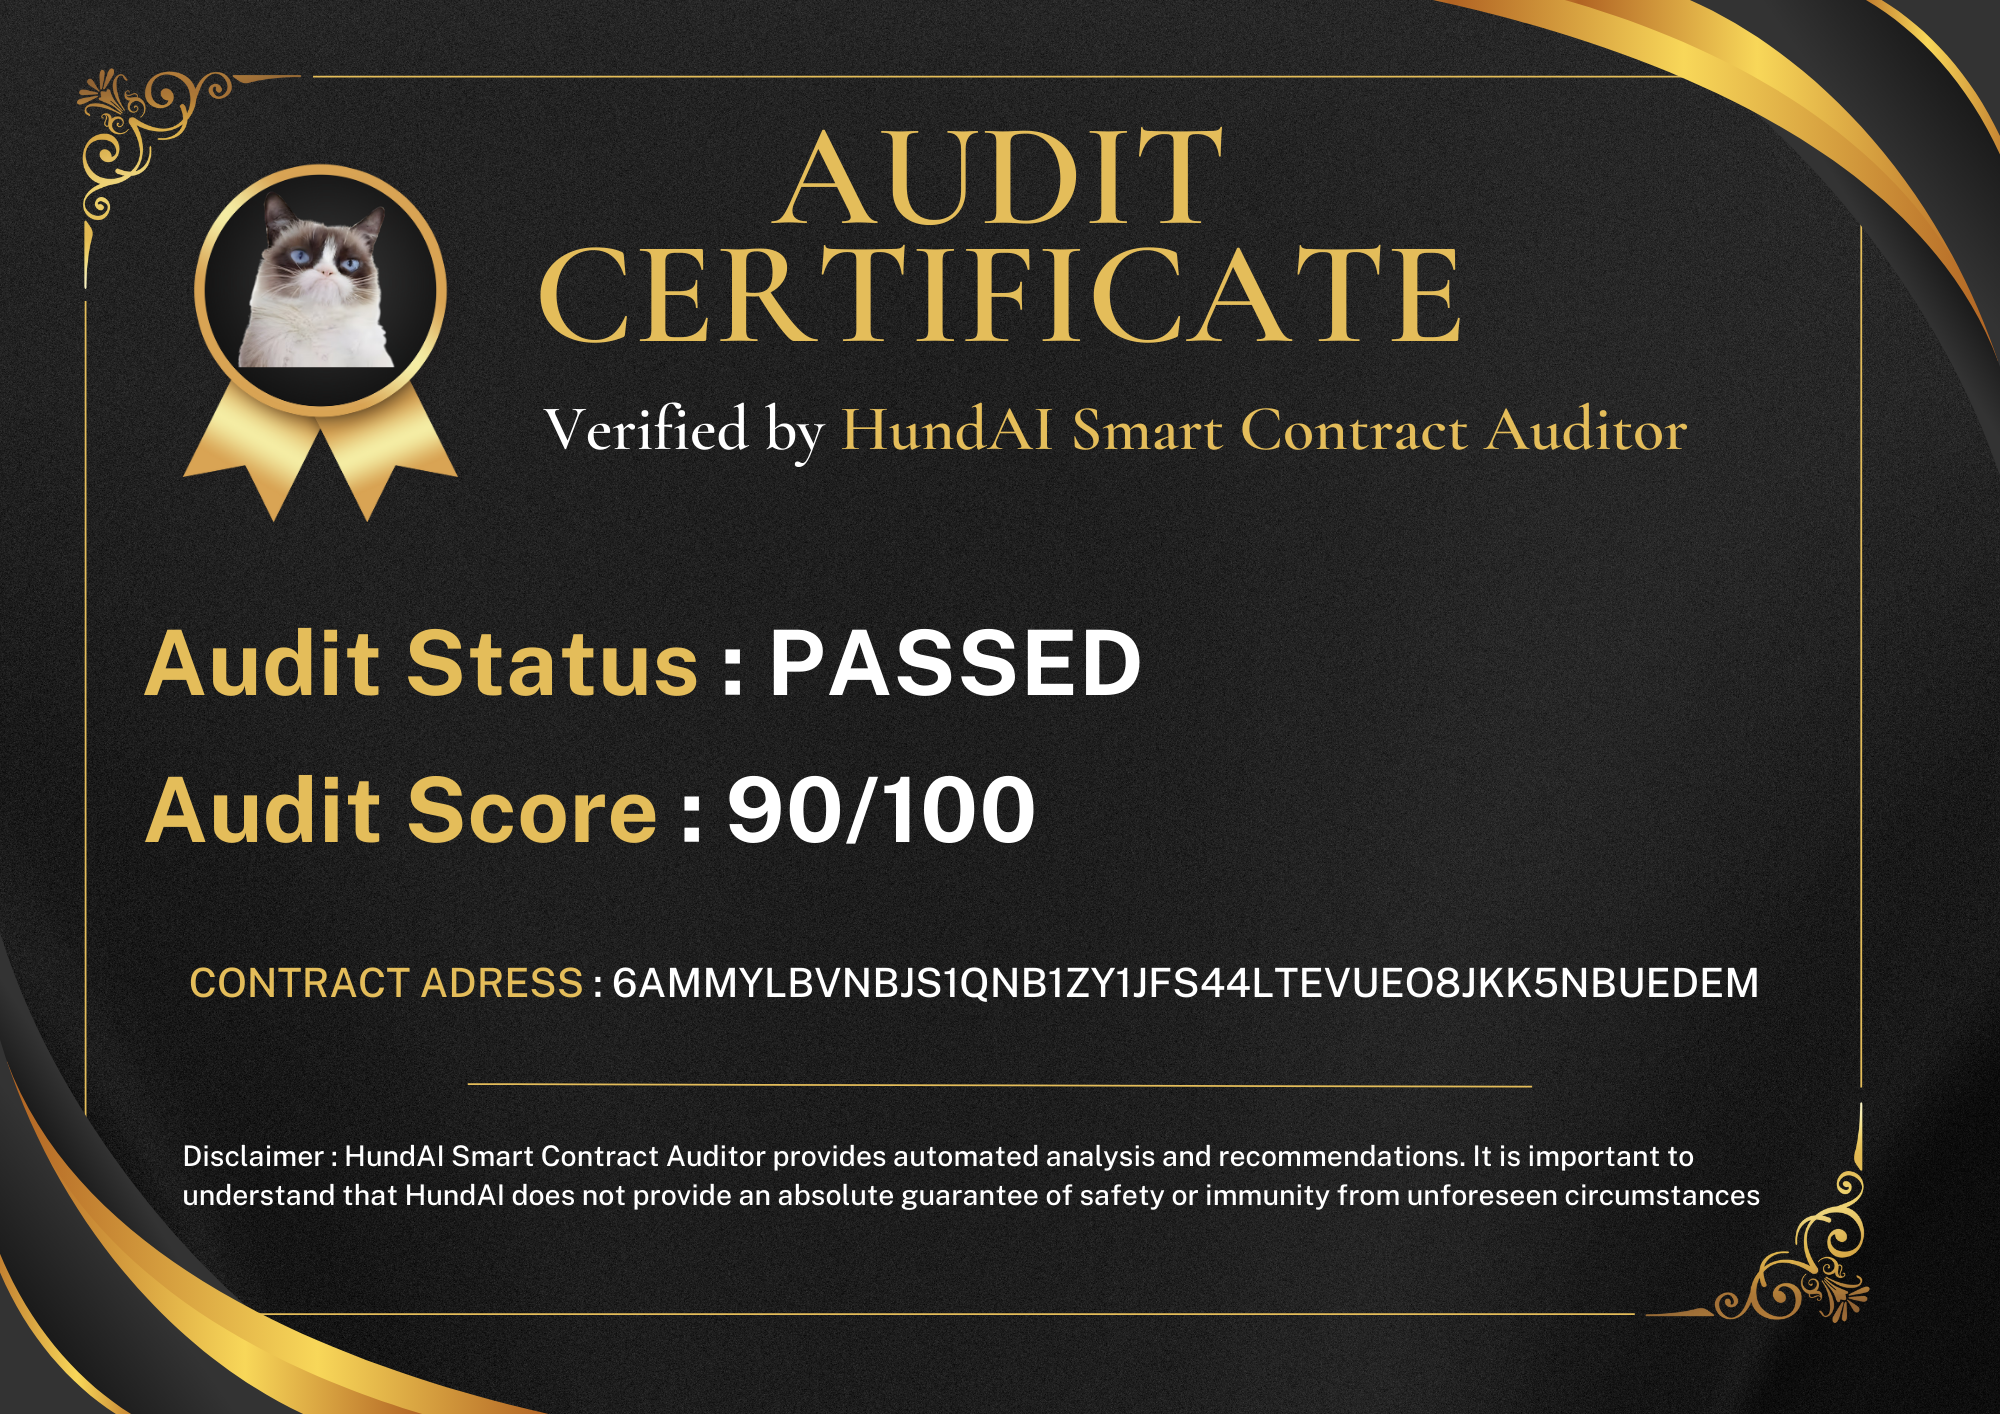 AUDIT
CERTIFICATE
Verified by HundAI Smart Contract Auditor
Audit Status : PASSED
Audit Score : 90/100
CONTRACT ADRESS : 6AMMYLBVNBJS1QNB1ZY1JFS44LTEVUEO8JKK5NBUEDEM
Disclaimer : HundAI Smart Contract Auditor provides automated analysis and recommendations. It is important to
understand that HundAI does not provide an absolute guarantee of safety or immunity from unforeseen circumstances